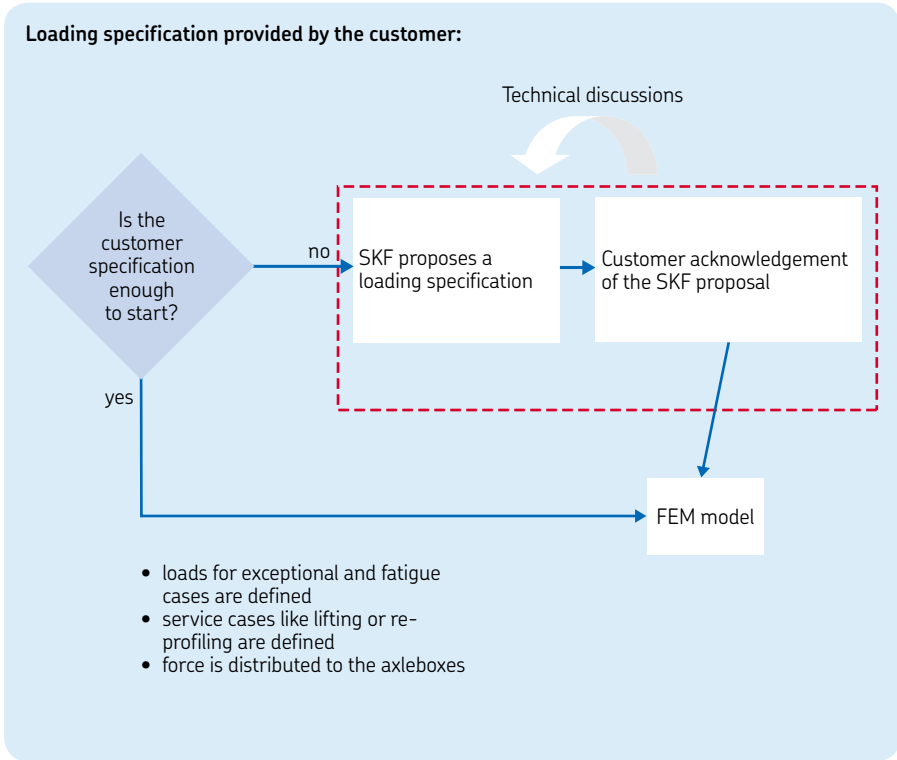 Loading specification provided by the customer:
Technical discussions
Is the
customer
specification
enough
to start?
no
SKF proposes a
loading specification
Customer acknowledgement
of the SKF proposal
yes
FEM model
• loads for exceptional and fatigue
cases are defined
• service cases like lifting or re-
profiling are defined
• force is distributed to the axleboxes